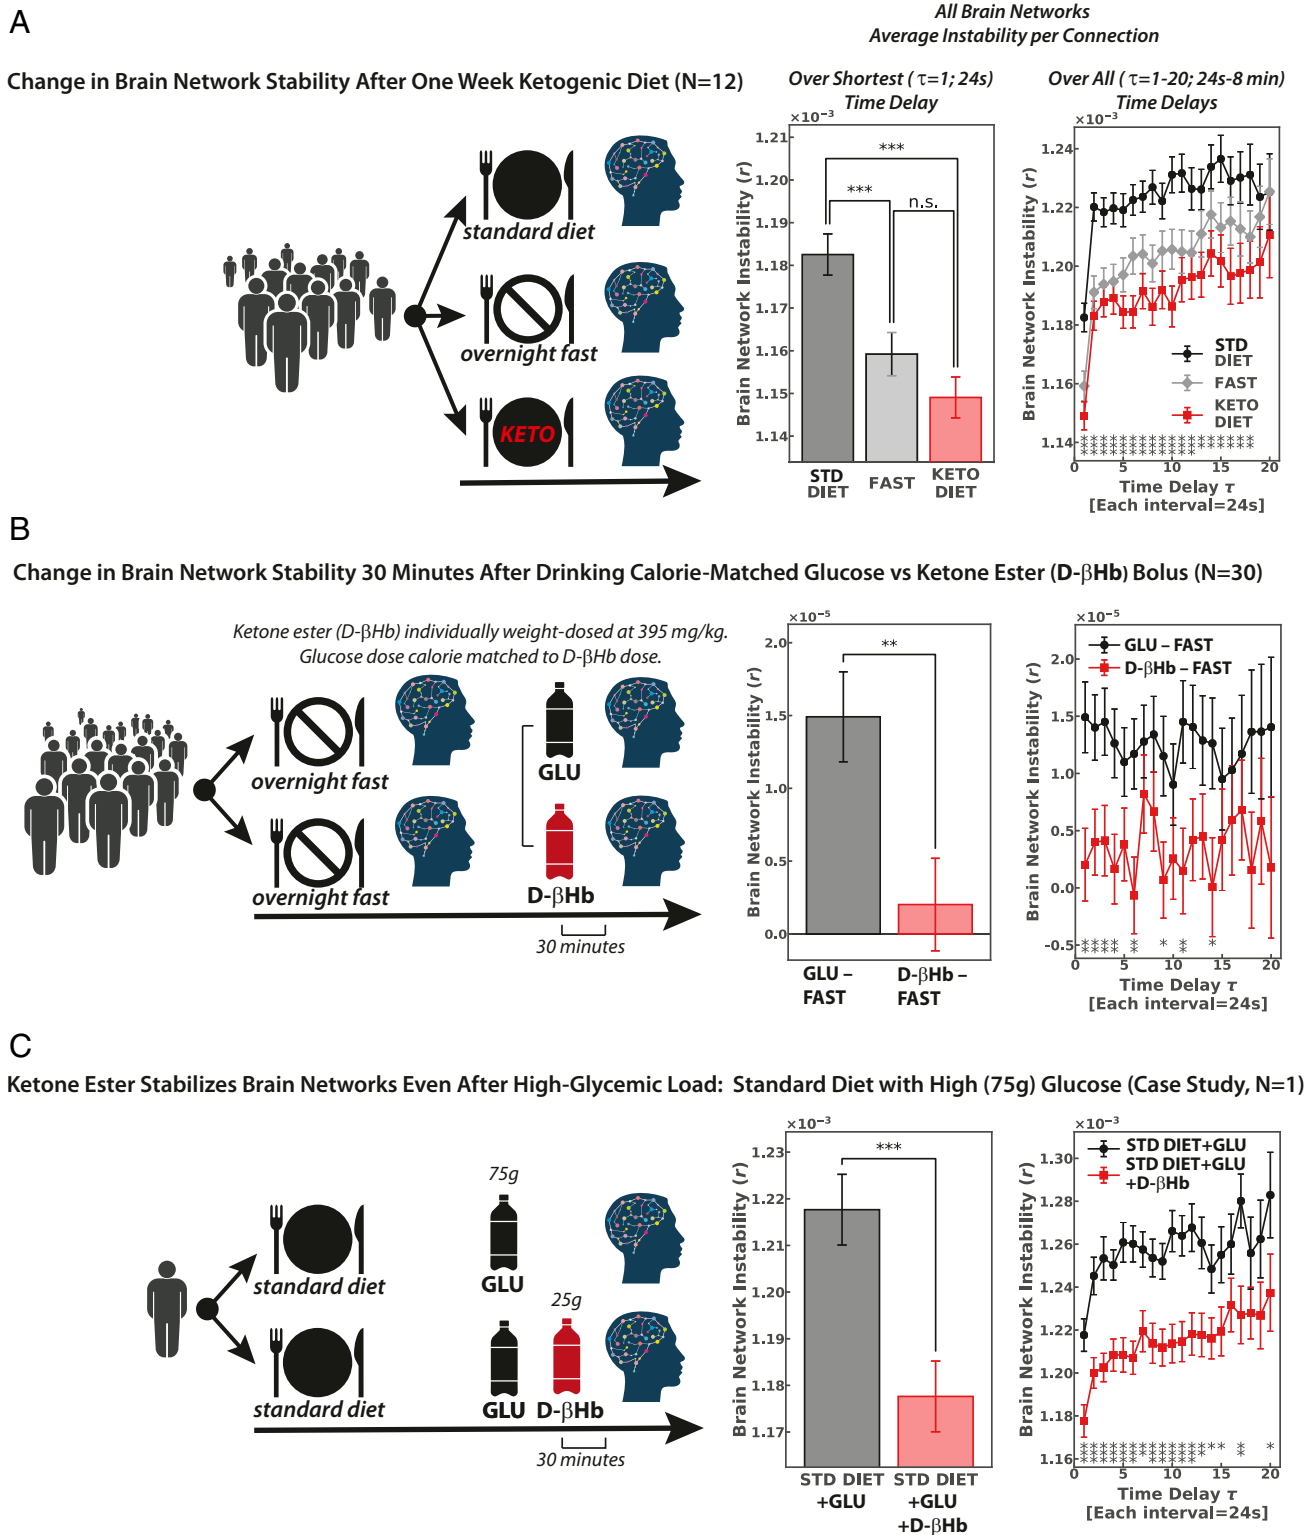 A
All Brain Networks
Average Instability per Connection
Change in Brain Network Stability After One Week Ketogenic Diet (N=12)
Over Shortest (τ=1; 24s)
Time Delay
Over All (τ=1-20; 24s-8 min)
Time Delays
standard diet
overnight fast
KETO
×10⁻³
1.21
1.20
1.19
1.18
1.17
1.16
1.15
1.14
Brain Network Instability (r)
***
***
n.s.
STD
DIET
FAST
KETO
DIET
×10⁻³
1.24
1.22
1.20
1.18
1.16
1.14
Brain Network Instability (r)
STD
DIET
FAST
KETO
DIET
0 5 10 15 20
Time Delay τ
[Each interval=24s]
B
Change in Brain Network Stability 30 Minutes After Drinking Calorie-Matched Glucose vs Ketone Ester (D-βHb) Bolus (N=30)
Ketone ester (D-βHb) individually weight-dosed at 395 mg/kg.
Glucose dose calorie matched to D-βHb dose.
overnight fast
GLU
overnight fast
D-βHb
30 minutes
×10⁻⁵
2.0
1.5
1.0
0.5
0.0
Brain Network Instability (r)
**
GLU –
FAST
D-βHb –
FAST
×10⁻⁵
2.0
1.5
1.0
0.5
0.0
-0.5
Brain Network Instability (r)
GLU – FAST
D-βHb – FAST
0 5 10 15 20
Time Delay τ
[Each interval=24s]
C
Ketone Ester Stabilizes Brain Networks Even After High-Glycemic Load: Standard Diet with High (75g) Glucose (Case Study, N=1)
standard diet
75g
GLU
standard diet
25g
GLU D-βHb
30 minutes
×10⁻³
1.23
1.22
1.21
1.20
1.19
1.18
1.17
Brain Network Instability (r)
***
STD DIET
+GLU
STD DIET
+GLU
+D-βHb
×10⁻³
1.30
1.28
1.26
1.24
1.22
1.20
1.18
1.16
Brain Network Instability (r)
STD DIET+GLU
STD DIET+GLU
+D-βHb
0 5 10 15 20
Time Delay τ
[Each interval=24s]